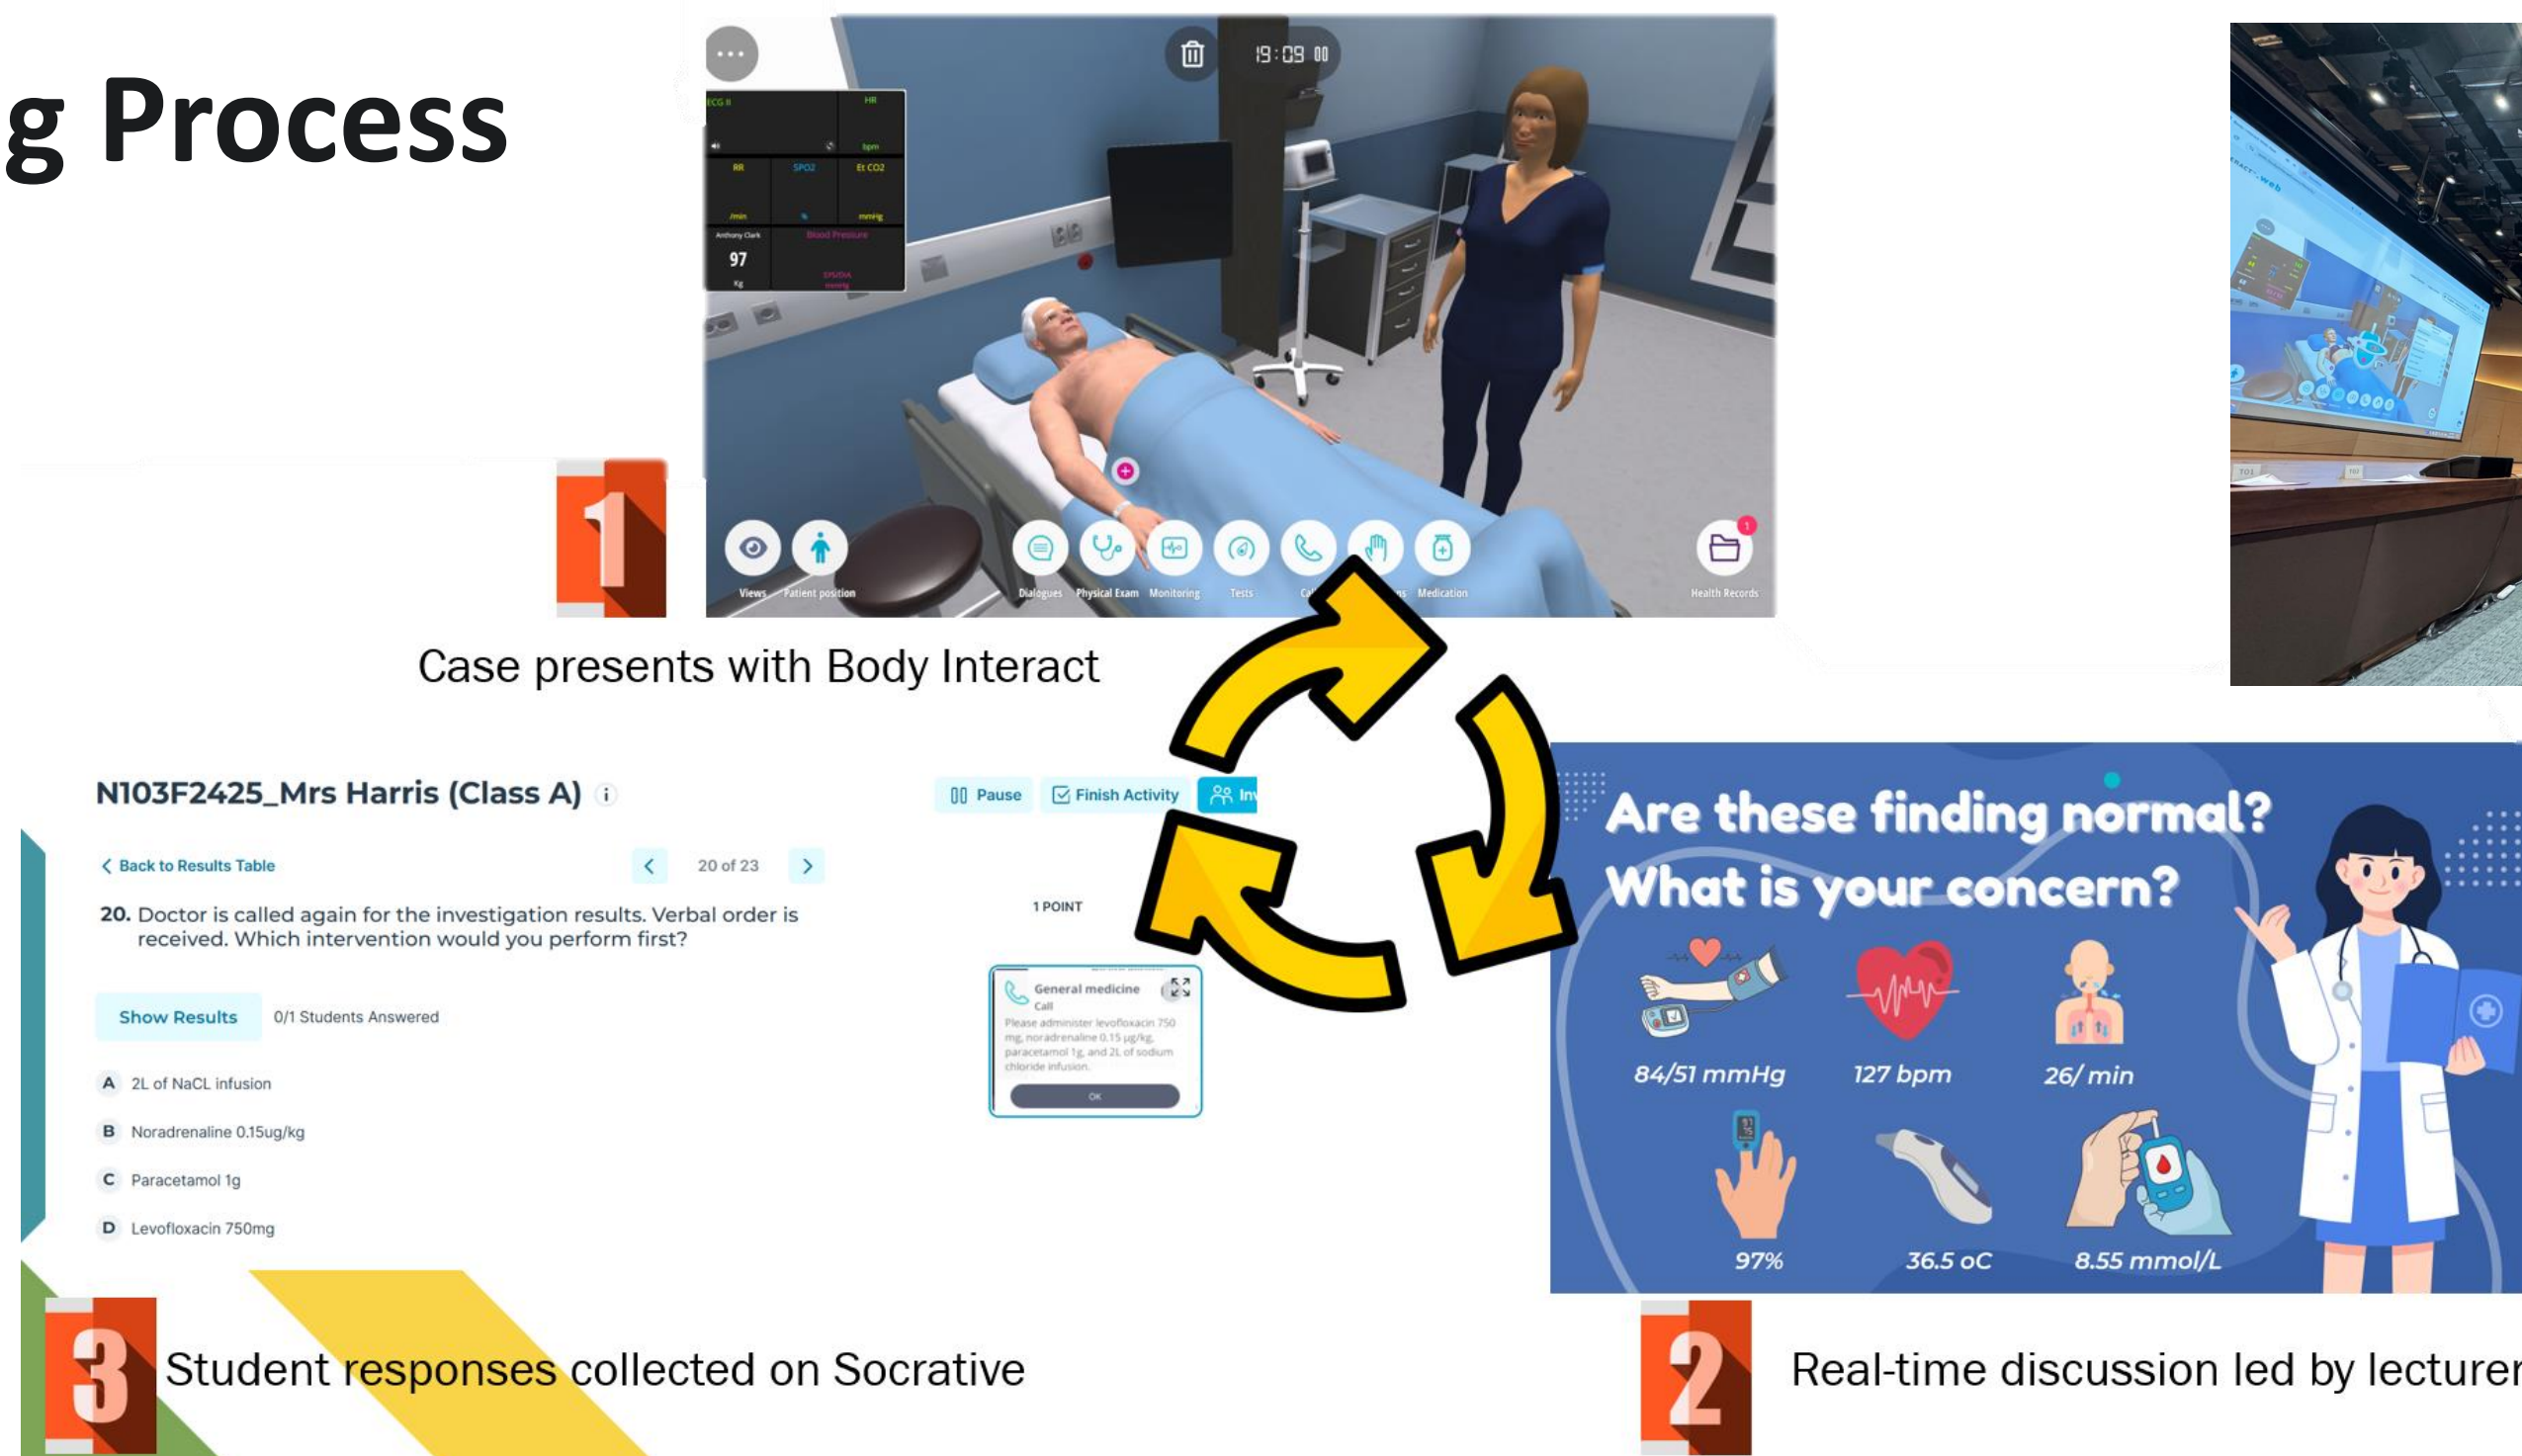 g Process
19:09
ECG II
HR
bpm
RR
SPO2
Et CO2
/min
%
mmHg
Anthony Clark
Blood Pressure
97
SYS/DIA
Kg
mmHg
Views
Patient position
Dialogues
Physical Exam
Monitoring
Tests
Medication
1
Health Records
1
Case presents with Body Interact
N103F2425_Mrs Harris (Class A)
Pause
Finish Activity
Back to Results Table
20 of 23
20. Doctor is called again for the investigation results. Verbal order is
received. Which intervention would you perform first?
1 POINT
Show Results
0/1 Students Answered
General medicine
Call
Please administer levofloxacin 750
mg, noradrenaline 0.15 µg/kg,
paracetamol 1g, and 2L of sodium
chloride infusion.
OK
A 2L of NaCL infusion
B Noradrenaline 0.15ug/kg
C Paracetamol 1g
D Levofloxacin 750mg
3
Student responses collected on Socrative
Are these finding normal?
What is your concern?
84/51 mmHg
127 bpm
26/ min
97%
36.5 oC
8.55 mmol/L
2
Real-time discussion led by lecturer